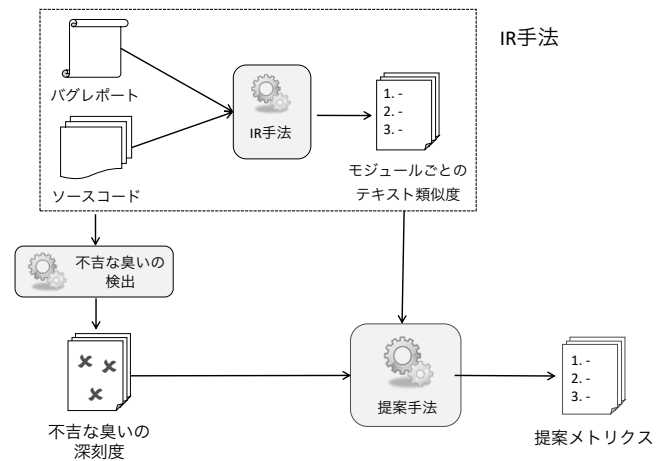 IR手法
バグレポート
IR手法
1. -
2. -
3. -
ソースコード
モジュールごとの
テキスト類似度
不吉な臭いの
検出
提案手法
1. -
2. -
3. -
不吉な臭いの
深刻度
提案メトリクス